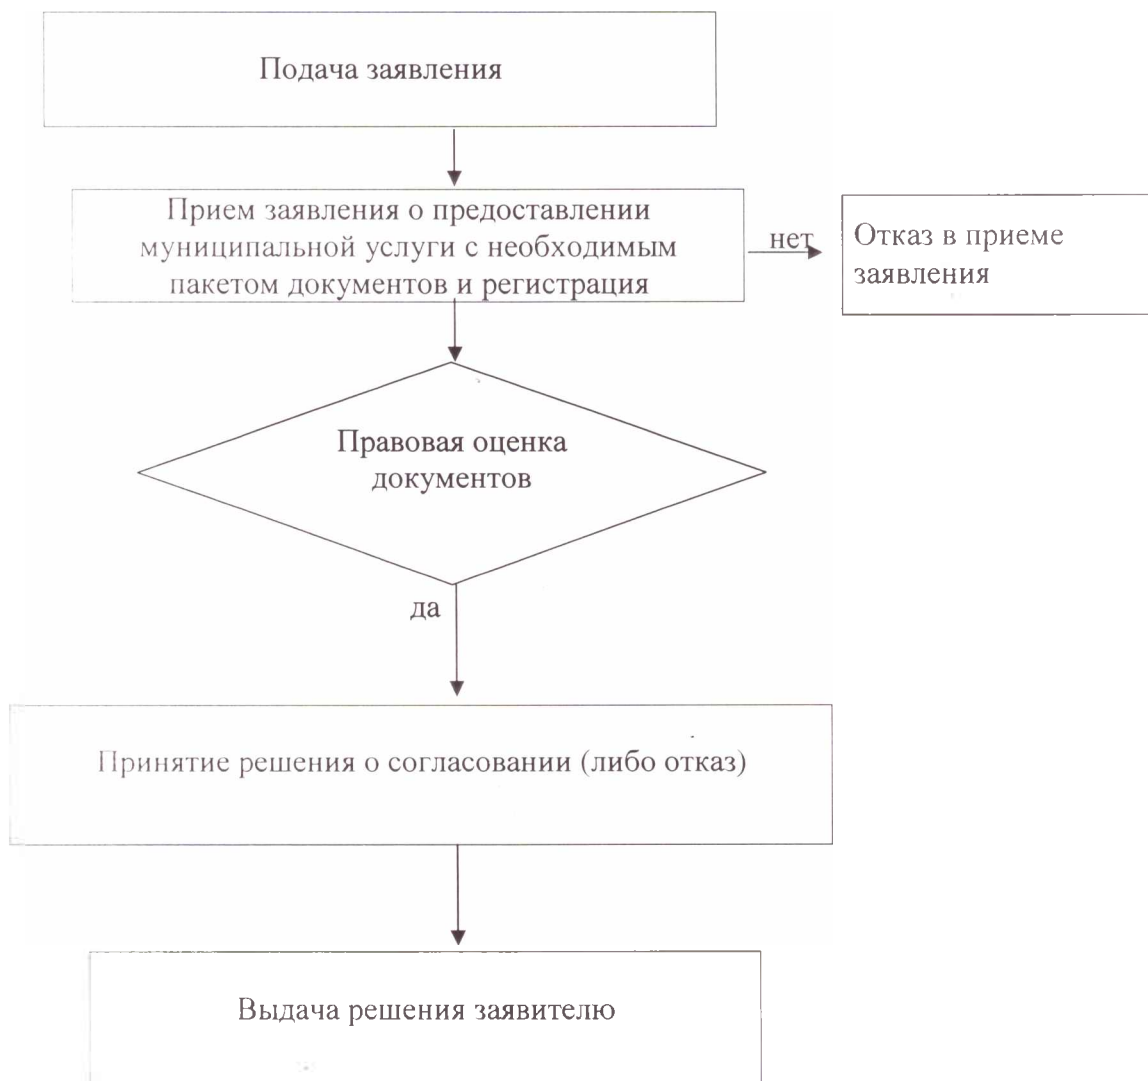 Подача заявления
Прием заявления о предоставлении
муниципальной услуги с необходимым
пакетом документов и регистрация
нет
Отказ в приеме
заявления
Правовая оценка
документов
да
Принятие решения о согласовании (либо отказ)
Выдача решения заявителю